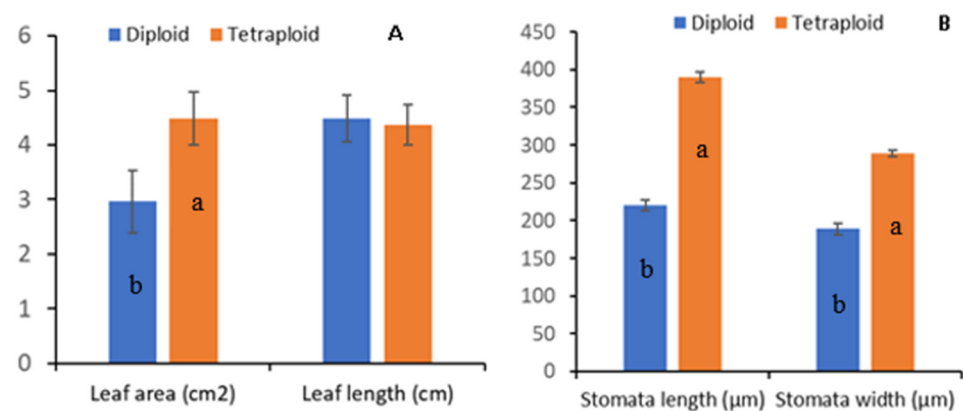 Diploid Tetraploid A
6
5
4
3
2
1
0
b
a
Leaf area (cm2) Leaf length (cm)
Diploid Tetraploid B
450
400
350
300
250
200
150
100
50
0
b
a
b
a
Stomata length (µm) Stomata width (µm)